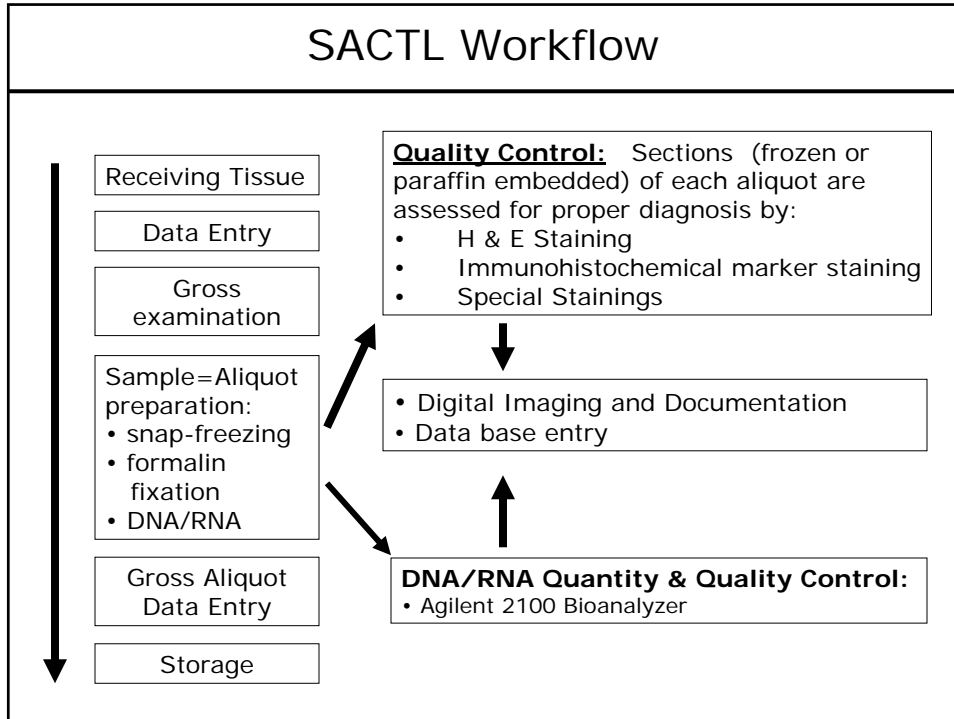 SACTL Workflow
Receiving Tissue
Data Entry
Gross
examination
Sample=Aliquot
preparation:
• snap-freezing
• formalin
fixation
• DNA/RNA
Gross Aliquot
Data Entry
Storage
Quality Control: Sections (frozen or
paraffin embedded) of each aliquot are
assessed for proper diagnosis by:
• H & E Staining
• Immunohistochemical marker staining
• Special Stainings
• Digital Imaging and Documentation
• Data base entry
DNA/RNA Quantity & Quality Control:
• Agilent 2100 Bioanalyzer